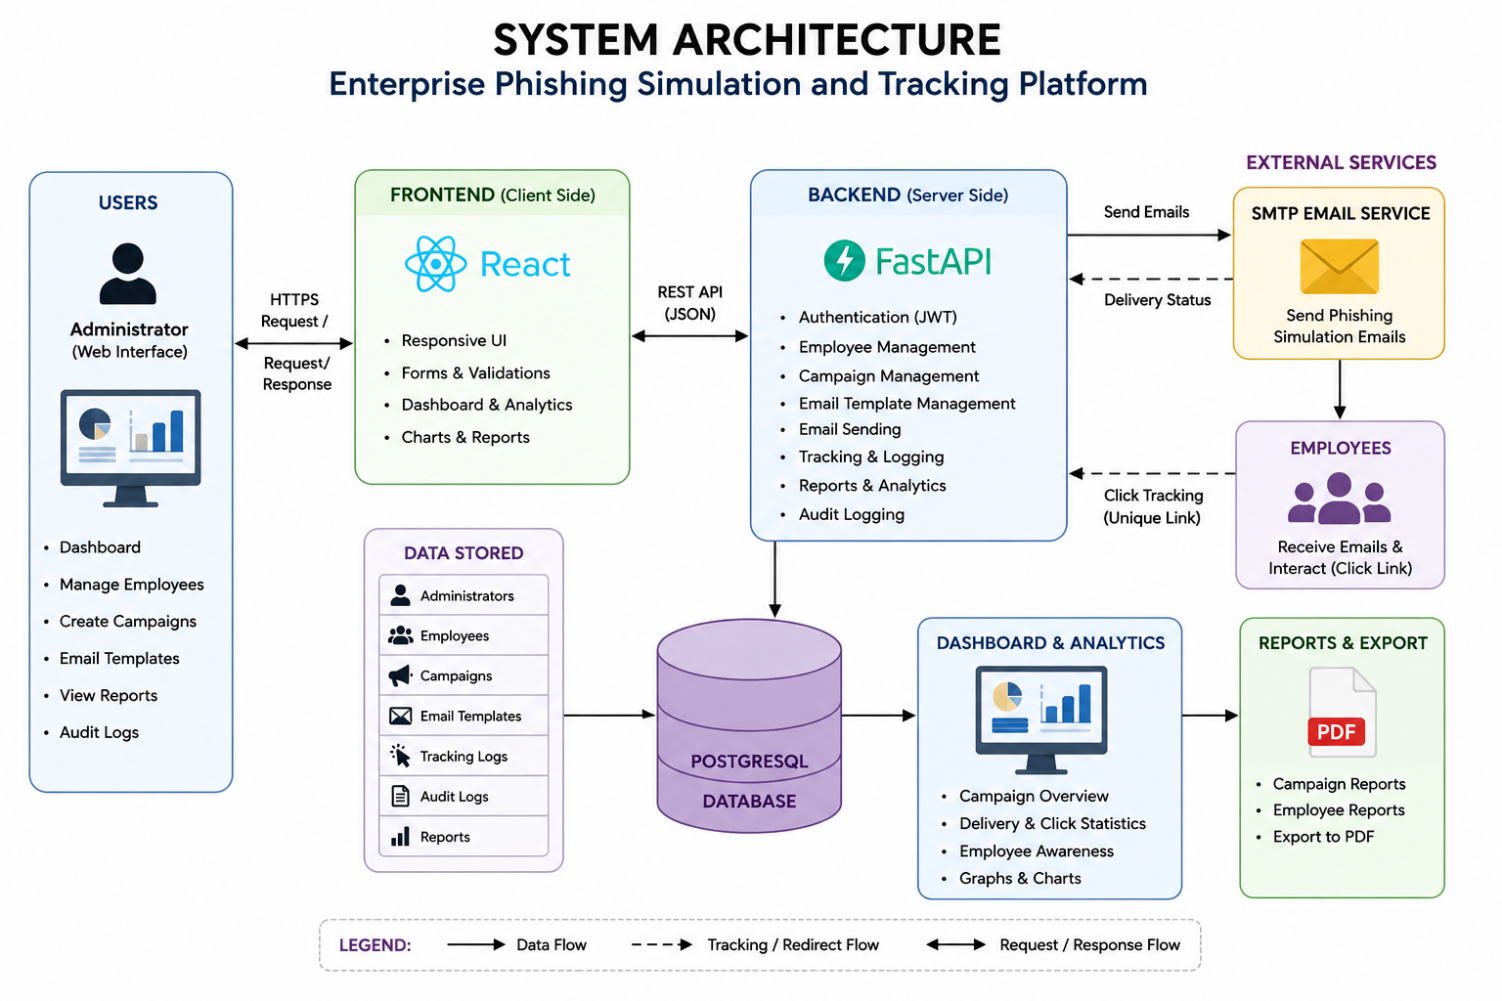 SYSTEM ARCHITECTURE
Enterprise Phishing Simulation and Tracking Platform
USERS
Administrator
(Web Interface)
• Dashboard
• Manage Employees
• Create Campaigns
• Email Templates
• View Reports
• Audit Logs
HTTPS
Request /
Request/
Response
FRONTEND (Client Side)
React
• Responsive UI
• Forms & Validations
• Dashboard & Analytics
• Charts & Reports
REST API
(JSON)
BACKEND (Server Side)
FastAPI
• Authentication (JWT)
• Employee Management
• Campaign Management
• Email Template Management
• Email Sending
• Tracking & Logging
• Reports & Analytics
• Audit Logging
Send Emails
Delivery Status
EXTERNAL SERVICES
SMTP EMAIL SERVICE
Send Phishing
Simulation Emails
Click Tracking
(Unique Link)
EMPLOYEES
Receive Emails &
Interact (Click Link)
DATA STORED
Administrators
Employees
Campaigns
Email Templates
Tracking Logs
Audit Logs
Reports
POSTGRESQL
DATABASE
DASHBOARD & ANALYTICS
• Campaign Overview
• Delivery & Click Statistics
• Employee Awareness
• Graphs & Charts
REPORTS & EXPORT
PDF
• Campaign Reports
• Employee Reports
• Export to PDF
LEGEND:
Data Flow
Tracking / Redirect Flow
Request / Response Flow